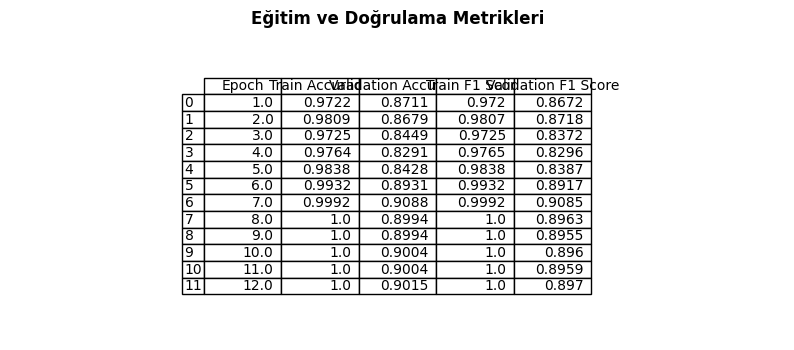 Eğitim ve Doğrulama Metrikleri
Epoch Train Accura Validation Accu Train F1 Sco Validation F1 Score
0 1.0 0.9722 0.8711 0.972 0.8672
1 2.0 0.9809 0.8679 0.9807 0.8718
2 3.0 0.9725 0.8449 0.9725 0.8372
3 4.0 0.9764 0.8291 0.9765 0.8296
4 5.0 0.9838 0.8428 0.9838 0.8387
5 6.0 0.9932 0.8931 0.9932 0.8917
6 7.0 0.9992 0.9088 0.9992 0.9085
7 8.0 1.0 0.8994 1.0 0.8963
8 9.0 1.0 0.8994 1.0 0.8955
9 10.0 1.0 0.9004 1.0 0.896
10 11.0 1.0 0.9004 1.0 0.8959
11 12.0 1.0 0.9015 1.0 0.897